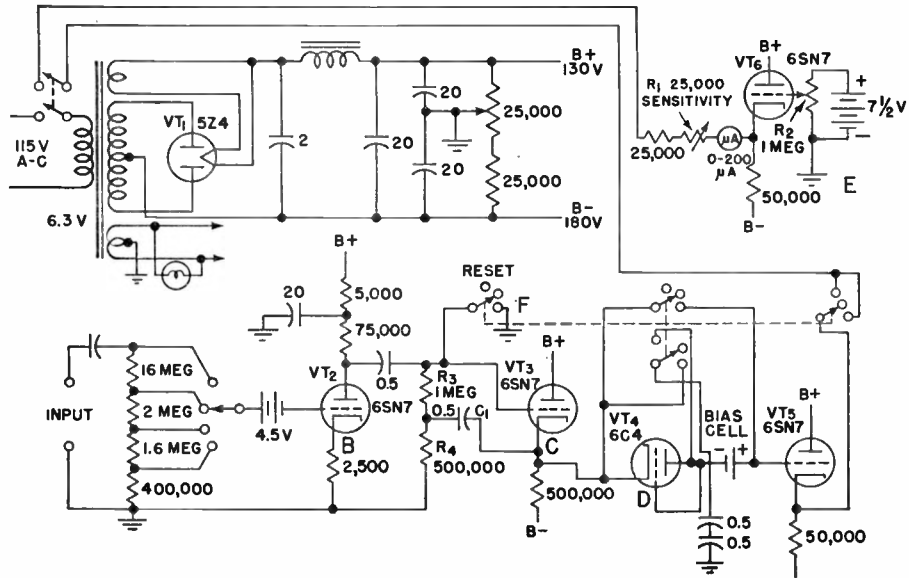 115V
A-C
6.3 V
VT1 5Z4
2
20
20
20
25,000
25,000
B+
130V
B-
180V
R1 25,000
SENSITIVITY
25,000
μA
0-200
μA
B+
VT6
6SN7
R2
1 MEG
+
-
7½V
50,000
B-
E
INPUT
16 MEG
2 MEG
1.6 MEG
400,000
4.5V
B+
20
5,000
75,000
0.5
VT2
6SN7
B
2,500
R3
1 MEG
0.5
C1
R4
500,000
RESET
F
B+
VT3
6SN7
C
500,000
B-
VT4
6C4
D
BIAS
CELL
-
+
0.5
0.5
B+
VT5
6SN7
50,000